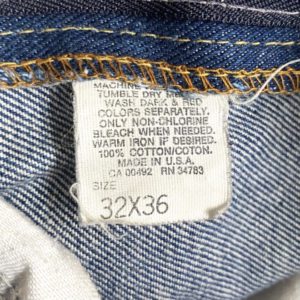 MACHINE
TUMBLE DRY
WASH DARK & RED
COLORS SEPARATELY.
ONLY NON-CHLORINE
BLEACH WHEN NEEDED.
WARM IRON IF DESIRED.
100% COTTON/COTON.
MADE IN U.S.A.
CA 00492 RN 34783
SIZE
32X36